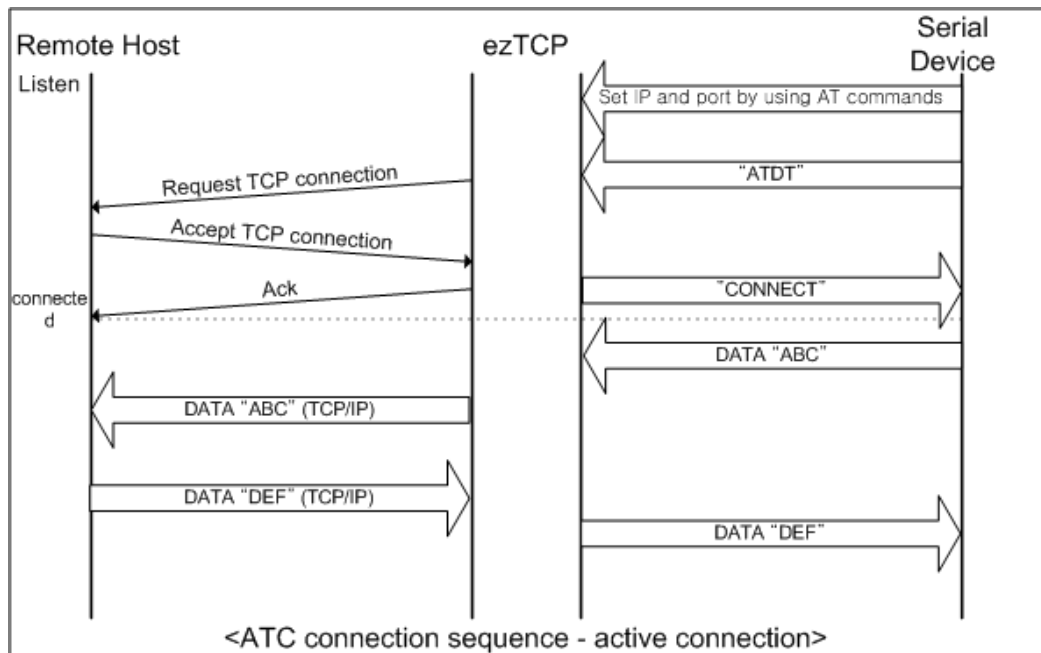 Remote Host
ezTCP
Serial
Device
Listen
Set IP and port by using AT commands
"ATDT"
Request TCP connection
Accept TCP connection
Ack
"CONNECT"
connecte
d
DATA "ABC"
DATA "ABC" (TCP/IP)
DATA "DEF" (TCP/IP)
DATA "DEF"
<ATC connection sequence - active connection>